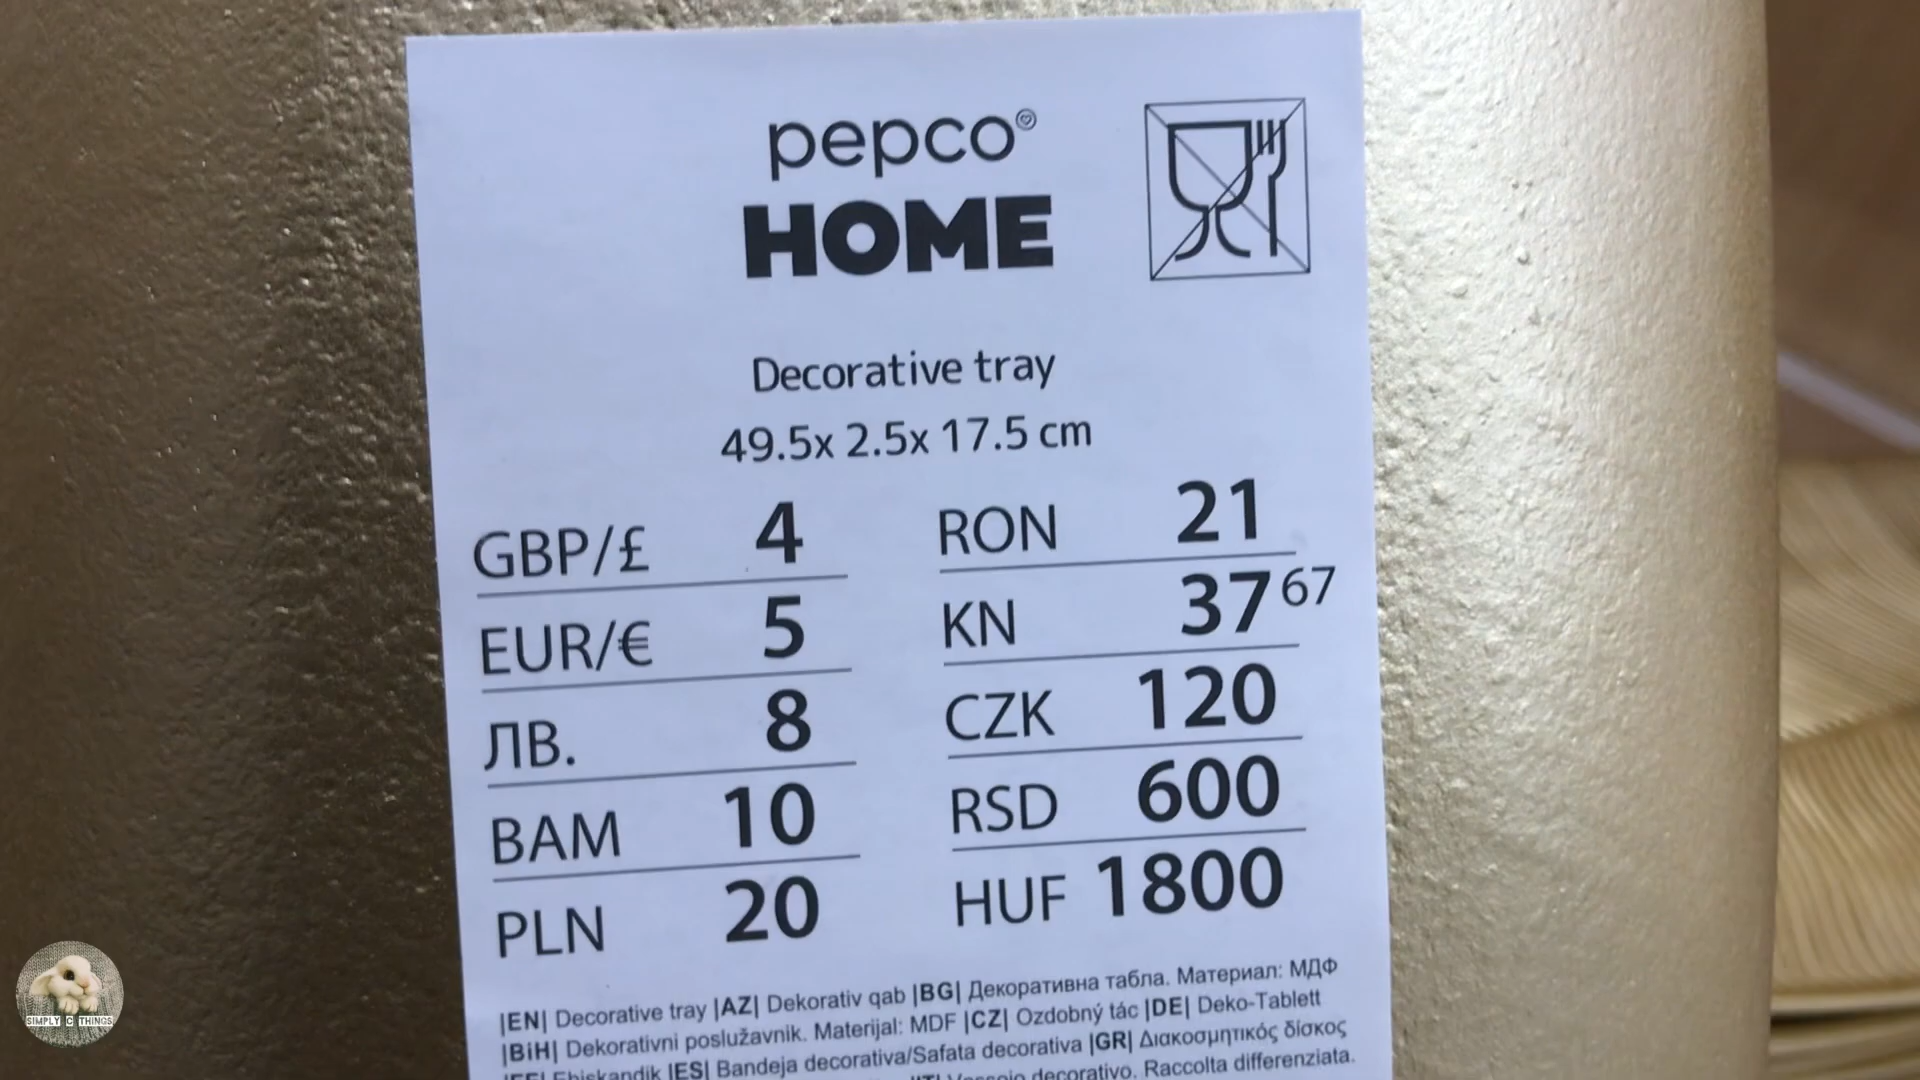 pepco
HOME
Decorative tray
49.5x 2.5x 17.5 cm
GBP/£ 4
EUR/€ 5
ЛВ. 8
BAM 10
PLN 20
RON 21
KN 37 67
CZK 120
RSD 600
HUF 1800
|EN| Decorative tray |AZ| Dekorativ qab |BG| Декоративна табла. Материал: МДФ
|BiH| Dekorativni poslužavnik. Materijal: MDF |CZ| Ozdobný tác |DE| Deko-Tablett
Ehiskandik |ES| Bandeja decorativa/Safata decorativa |GR| Διακοσμητικός δίσκος
decorativo. Raccolta differenziata.
SIMPLY C THINGS